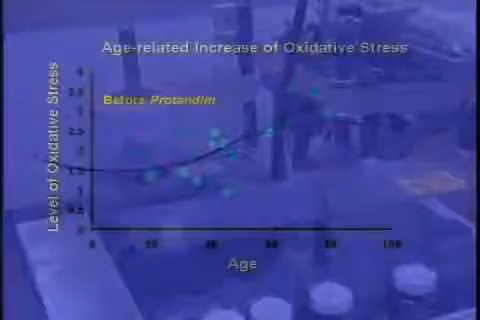 Age-related Increase of Oxidative Stress
Level of Oxidative Stress
Before Protandim
4
3.5
3
2.5
2
1.5
1
0.5
0
0 20 40 60 80 100
Age